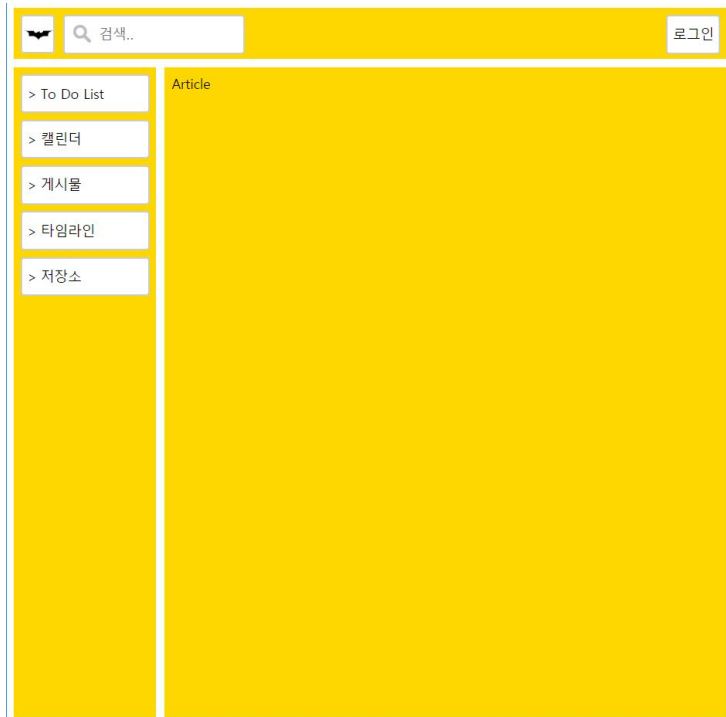 검색..
로그인
> To Do List
> 캘린더
> 게시물
> 타임라인
> 저장소
Article